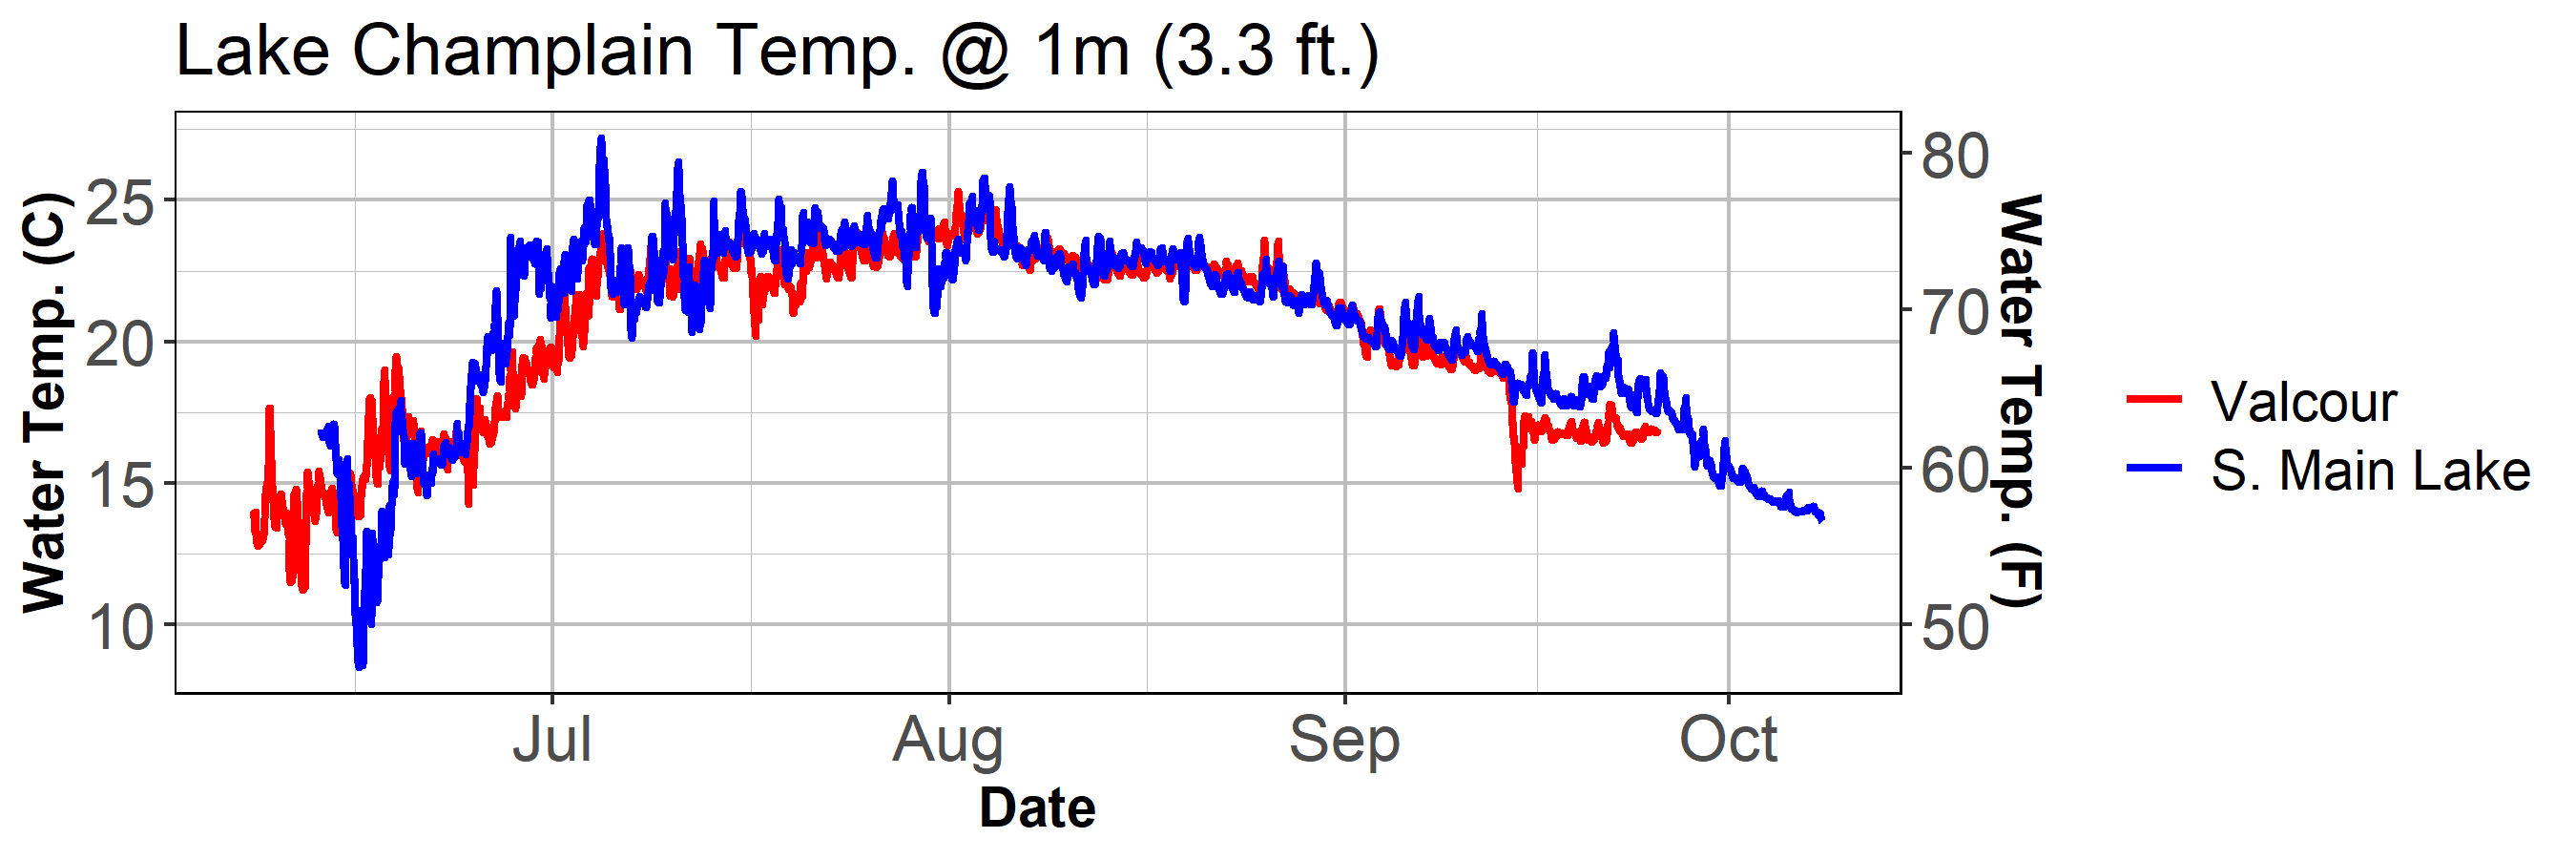 Lake Champlain Temp. @ 1m (3.3 ft.)
Water Temp. (C)
25
20
15
10
80
70
60
50
Water Temp. (F)
Jul Aug Sep Oct
Date
Valcour
S. Main Lake